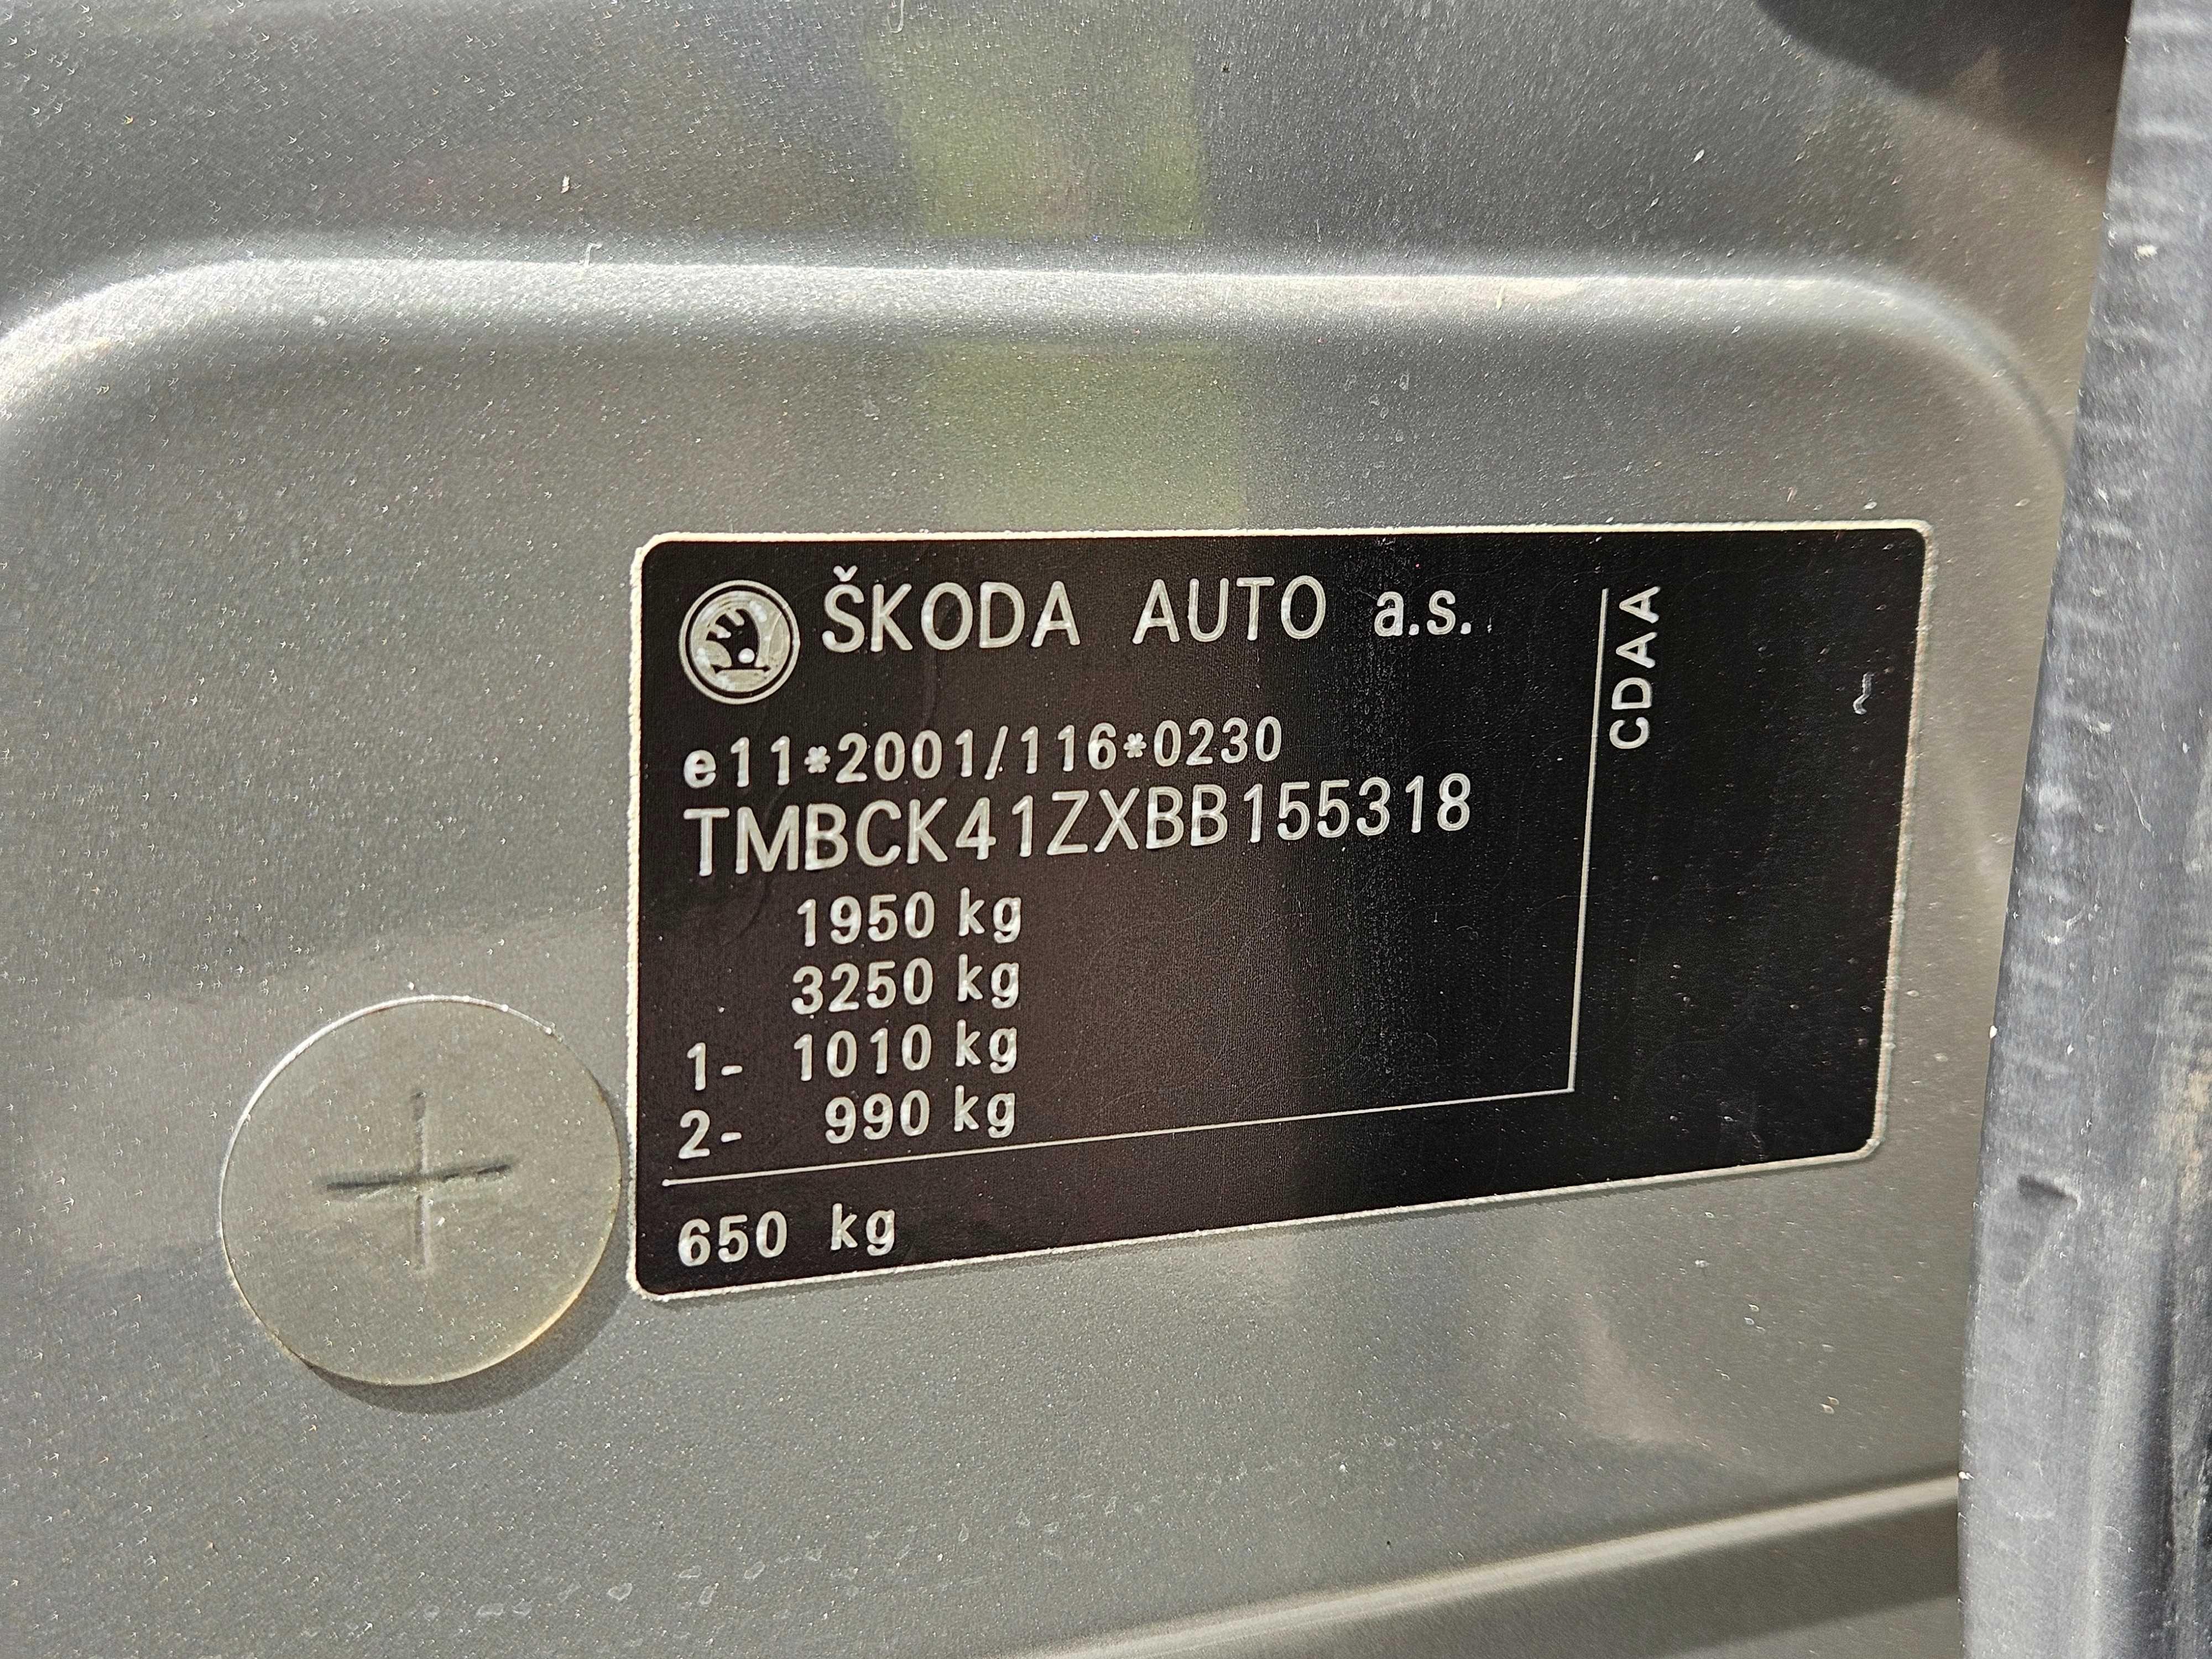 ŠKODA AUTO a.s.
e11*2001/116*0230
TMBCK41ZXBB155318
1950 kg
3250 kg
1- 1010 kg
2- 990 kg
650 kg
CDAA